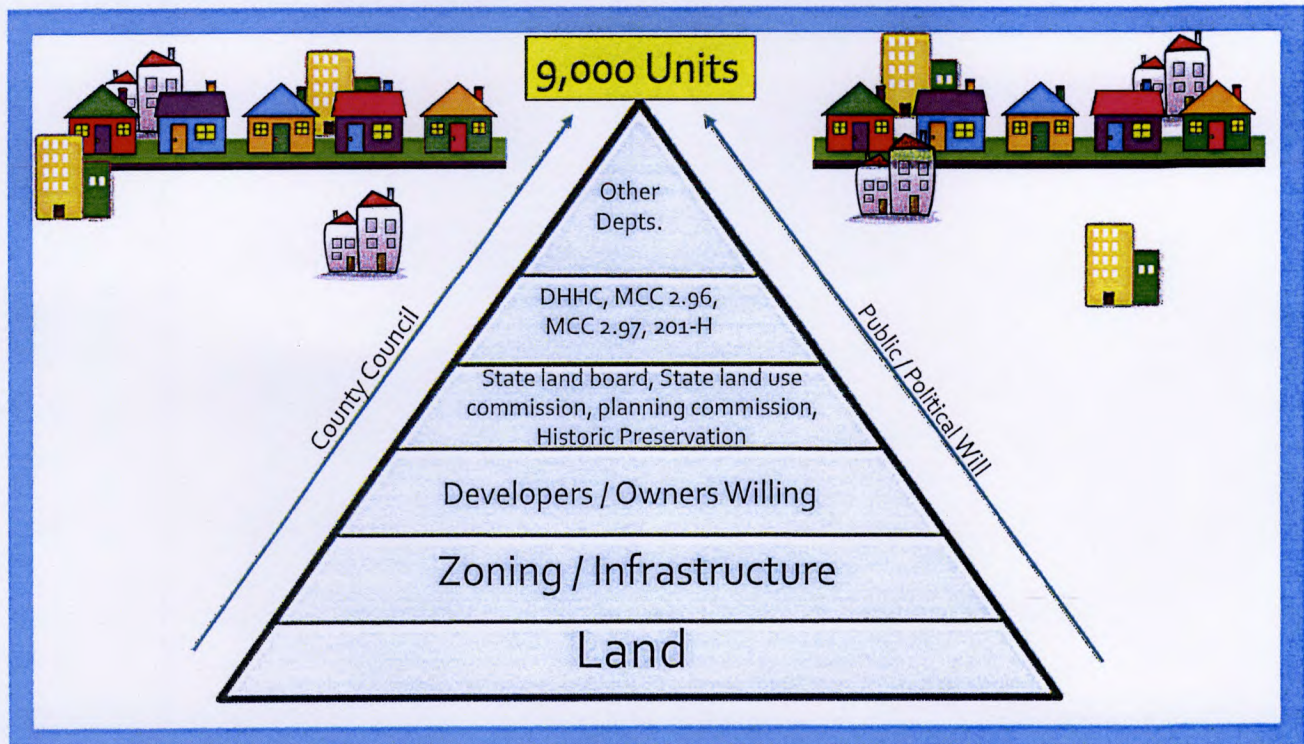 9,000 Units
Other
Depts.
DHHC, MCC 2.96,
MCC 2.97, 201-H
State land board, State land use
commission, planning commission,
Historic Preservation
Developers / Owners Willing
Zoning / Infrastructure
Land
County Council
Public / Political Will